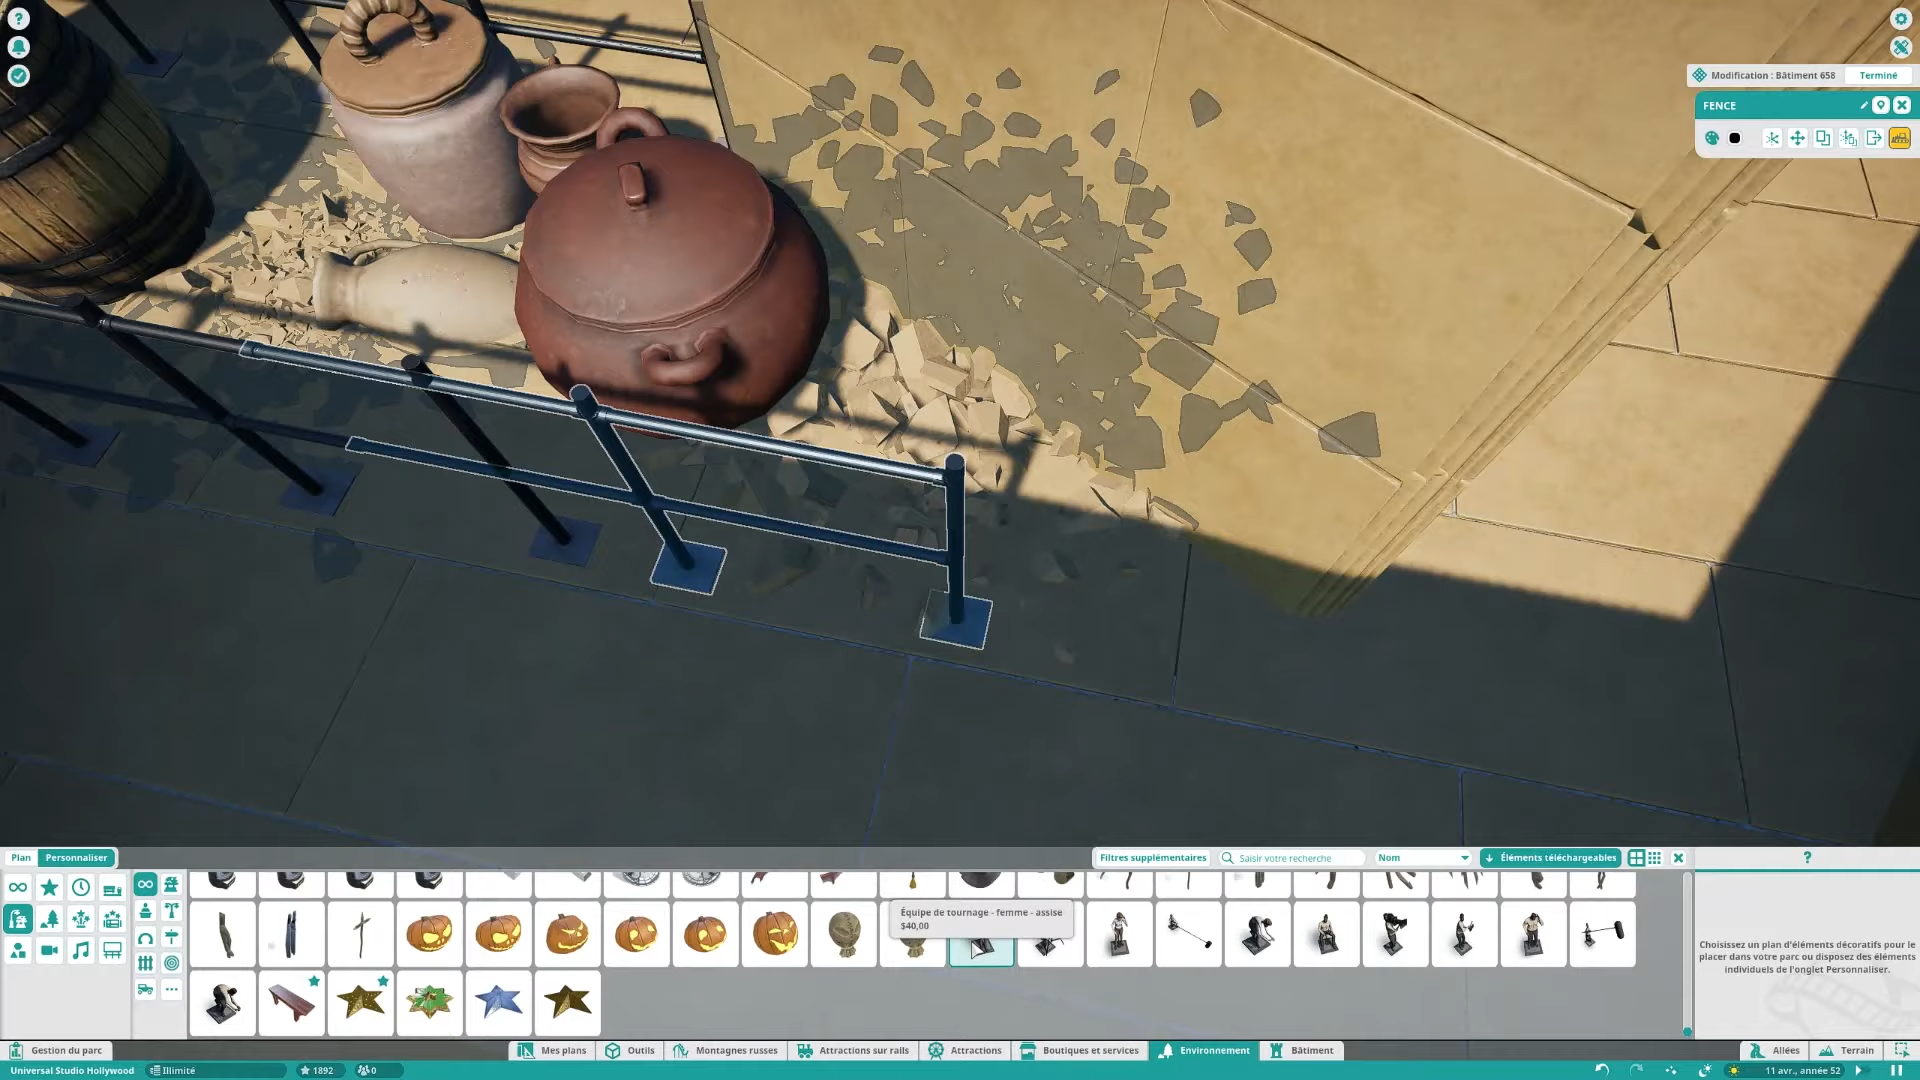 Modification : Bâtiment 658
Terminé
FENCE
Plan
Personnaliser
Filtres supplémentaires
Saisir votre recherche
Nom
Éléments téléchargeables
?
Équipe de tournage - femme - assise
$40,00
Choisissez un plan d'éléments décoratifs pour le
placer dans votre parc ou disposez des éléments
individuels de l'onglet Personnaliser.
Gestion du parc
Mes plans
Outils
Montagnes russes
Attractions sur rails
Attractions
Boutiques et services
Environnement
Bâtiment
Allées
Terrain
Universal Studio Hollywood
Illimité
1892
0
11 avr., année 52